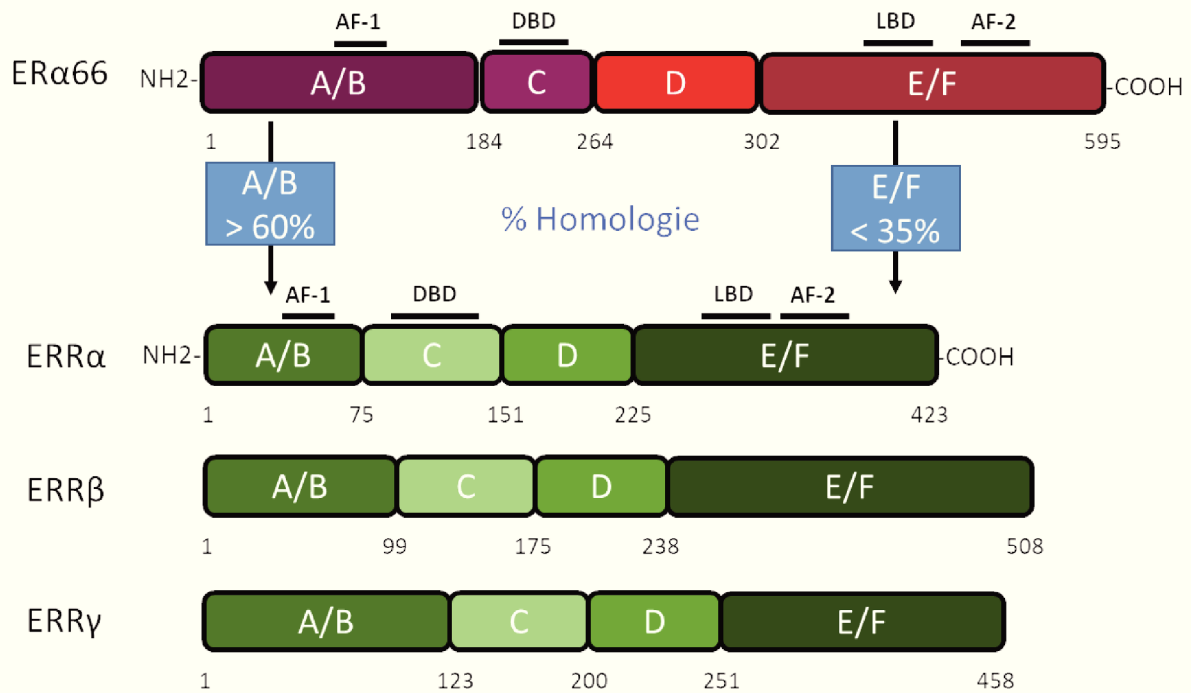 AF-1 DBD LBD AF-2
ERα66 NH2- A/B C D E/F -COOH
1 184 264 302 595
A/B
> 60%
% Homologie
E/F
< 35%
AF-1 DBD LBD AF-2
ERRα NH2- A/B C D E/F -COOH
1 75 151 225 423
ERRβ A/B C D E/F
1 99 175 238 508
ERRγ A/B C D E/F
1 123 200 251 458